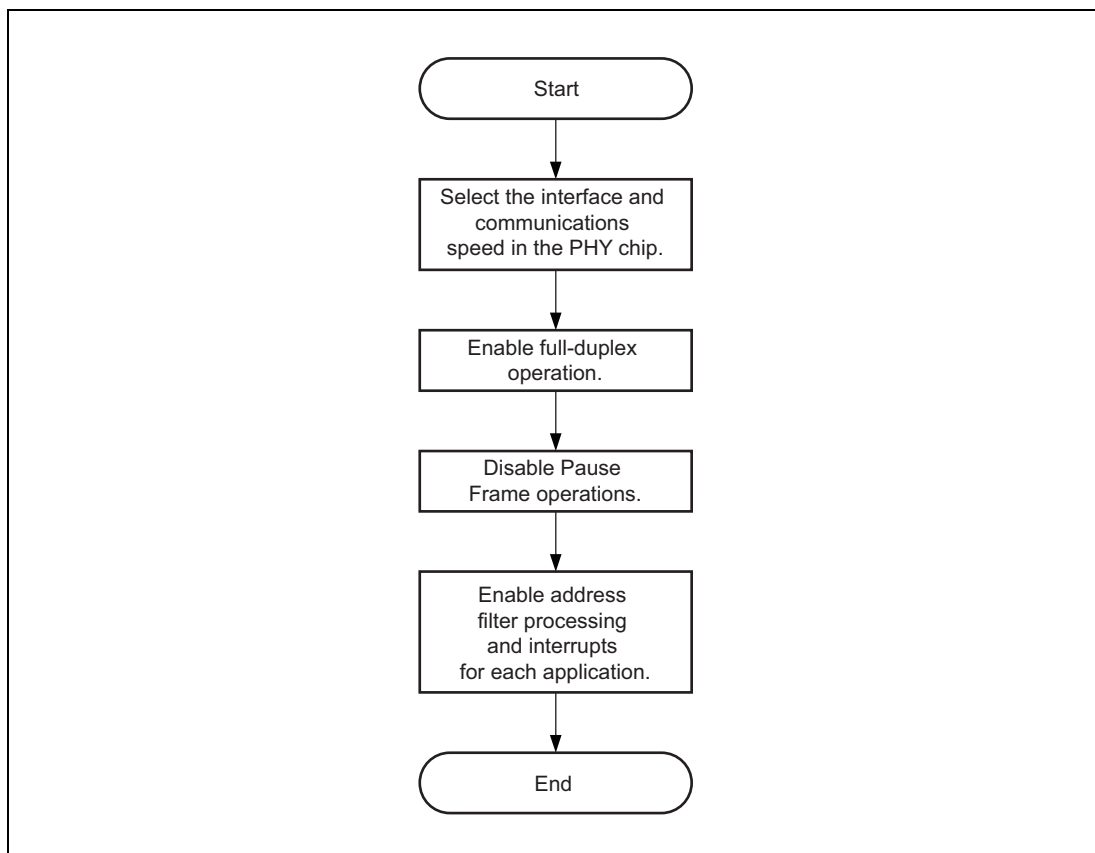 Start
Select the interface and
communications
speed in the PHY chip.
Enable full-duplex
operation.
Disable Pause
Frame operations.
Enable address
filter processing
and interrupts
for each application.
End